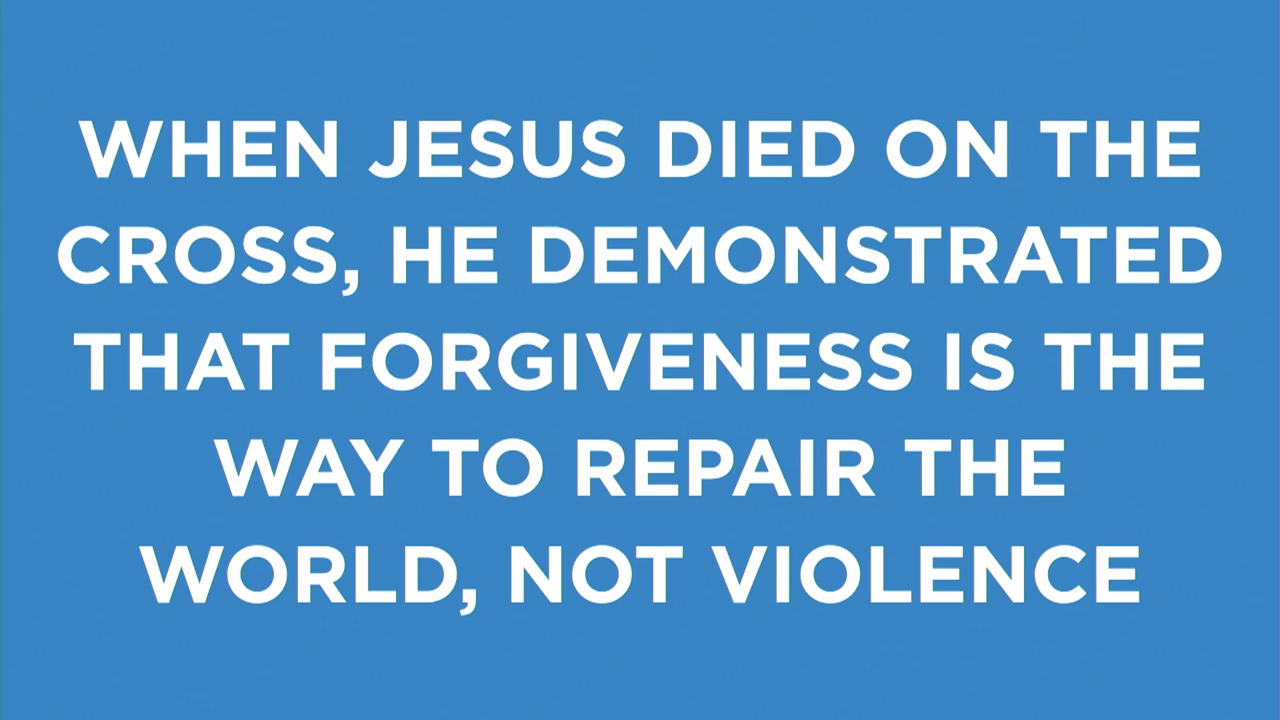 WHEN JESUS DIED ON THE
CROSS, HE DEMONSTRATED
THAT FORGIVENESS IS THE
WAY TO REPAIR THE
WORLD, NOT VIOLENCE